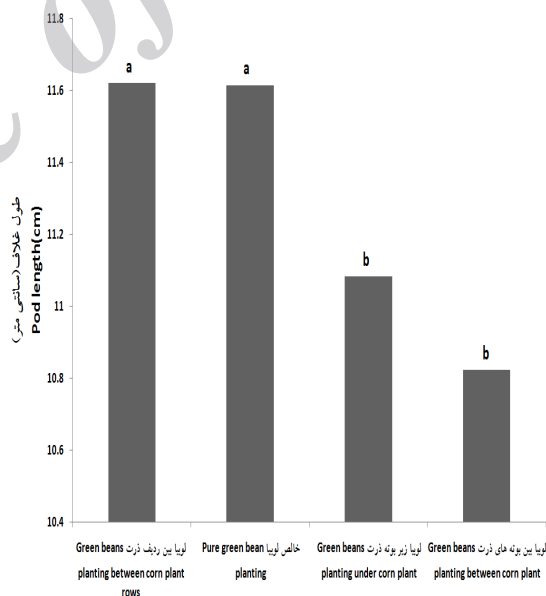 11.8
11.6
11.4
11.2
11
10.8
10.6
10.4
طول غلاف (سانتی متر)
Pod length(cm)
a
a
b
b
Green beans لوبیا بین ردیف ذرت
planting between corn plant
rows
Pure green bean خالص لوبیا
planting
Green beans لوبیا زیر بوته ذرت
planting under corn plant
Green beans لوبیا بین بوته های ذرت
planting between corn plant